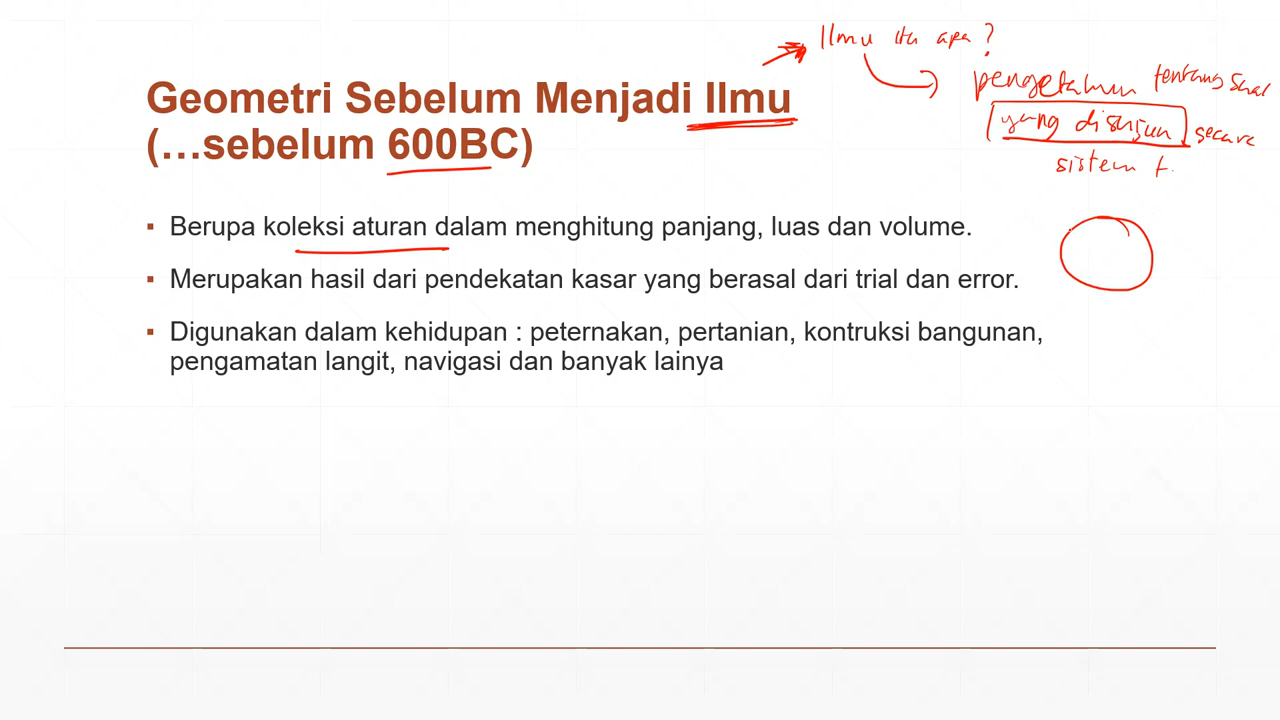 Ilmu itu apa ?
pengetahuan tentang
yang disusun secara
sistem
Geometri Sebelum Menjadi Ilmu
(…sebelum 600BC)
▪ Berupa koleksi aturan dalam menghitung panjang, luas dan volume.
▪ Merupakan hasil dari pendekatan kasar yang berasal dari trial dan error.
▪ Digunakan dalam kehidupan : peternakan, pertanian, kontruksi bangunan,
pengamatan langit, navigasi dan banyak lainya